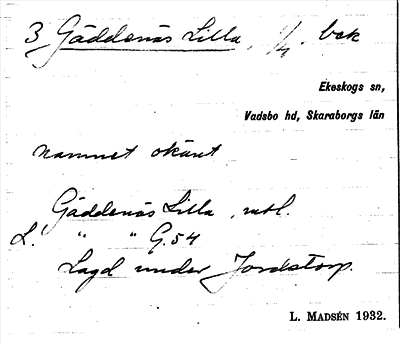 3 Gäddenäs Lilla, 1/4. bck
Ekeskogs sn,
Vadsbo hd, Skaraborgs län
namnet okänt
Gäddenäs Lilla, mtl.
L. " " G. 54
Lagd under Jordstorp.
L. MADSÉN 1932.